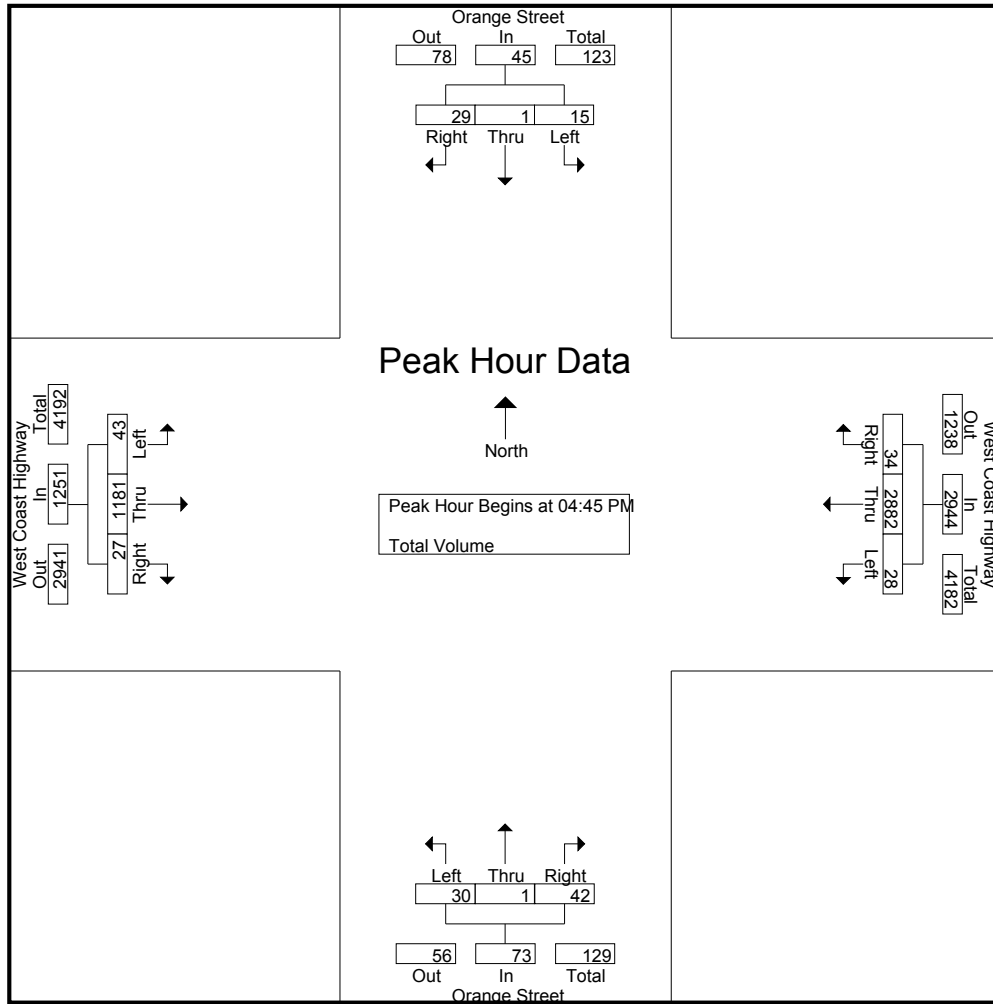 Orange Street
Out In Total
78 45 123
29 1 15
Right Thru Left
Peak Hour Data
North
Peak Hour Begins at 04:45 PM
Total Volume
West Coast Highway
Total In Out
4192 1251 2941
43 1181 27
Left Thru Right
West Coast Highway
Out In Total
1238 2944 4182
34 2882 28
Right Thru Left
Left Thru Right
30 1 42
56 73 129
Out In Total
Orange Street